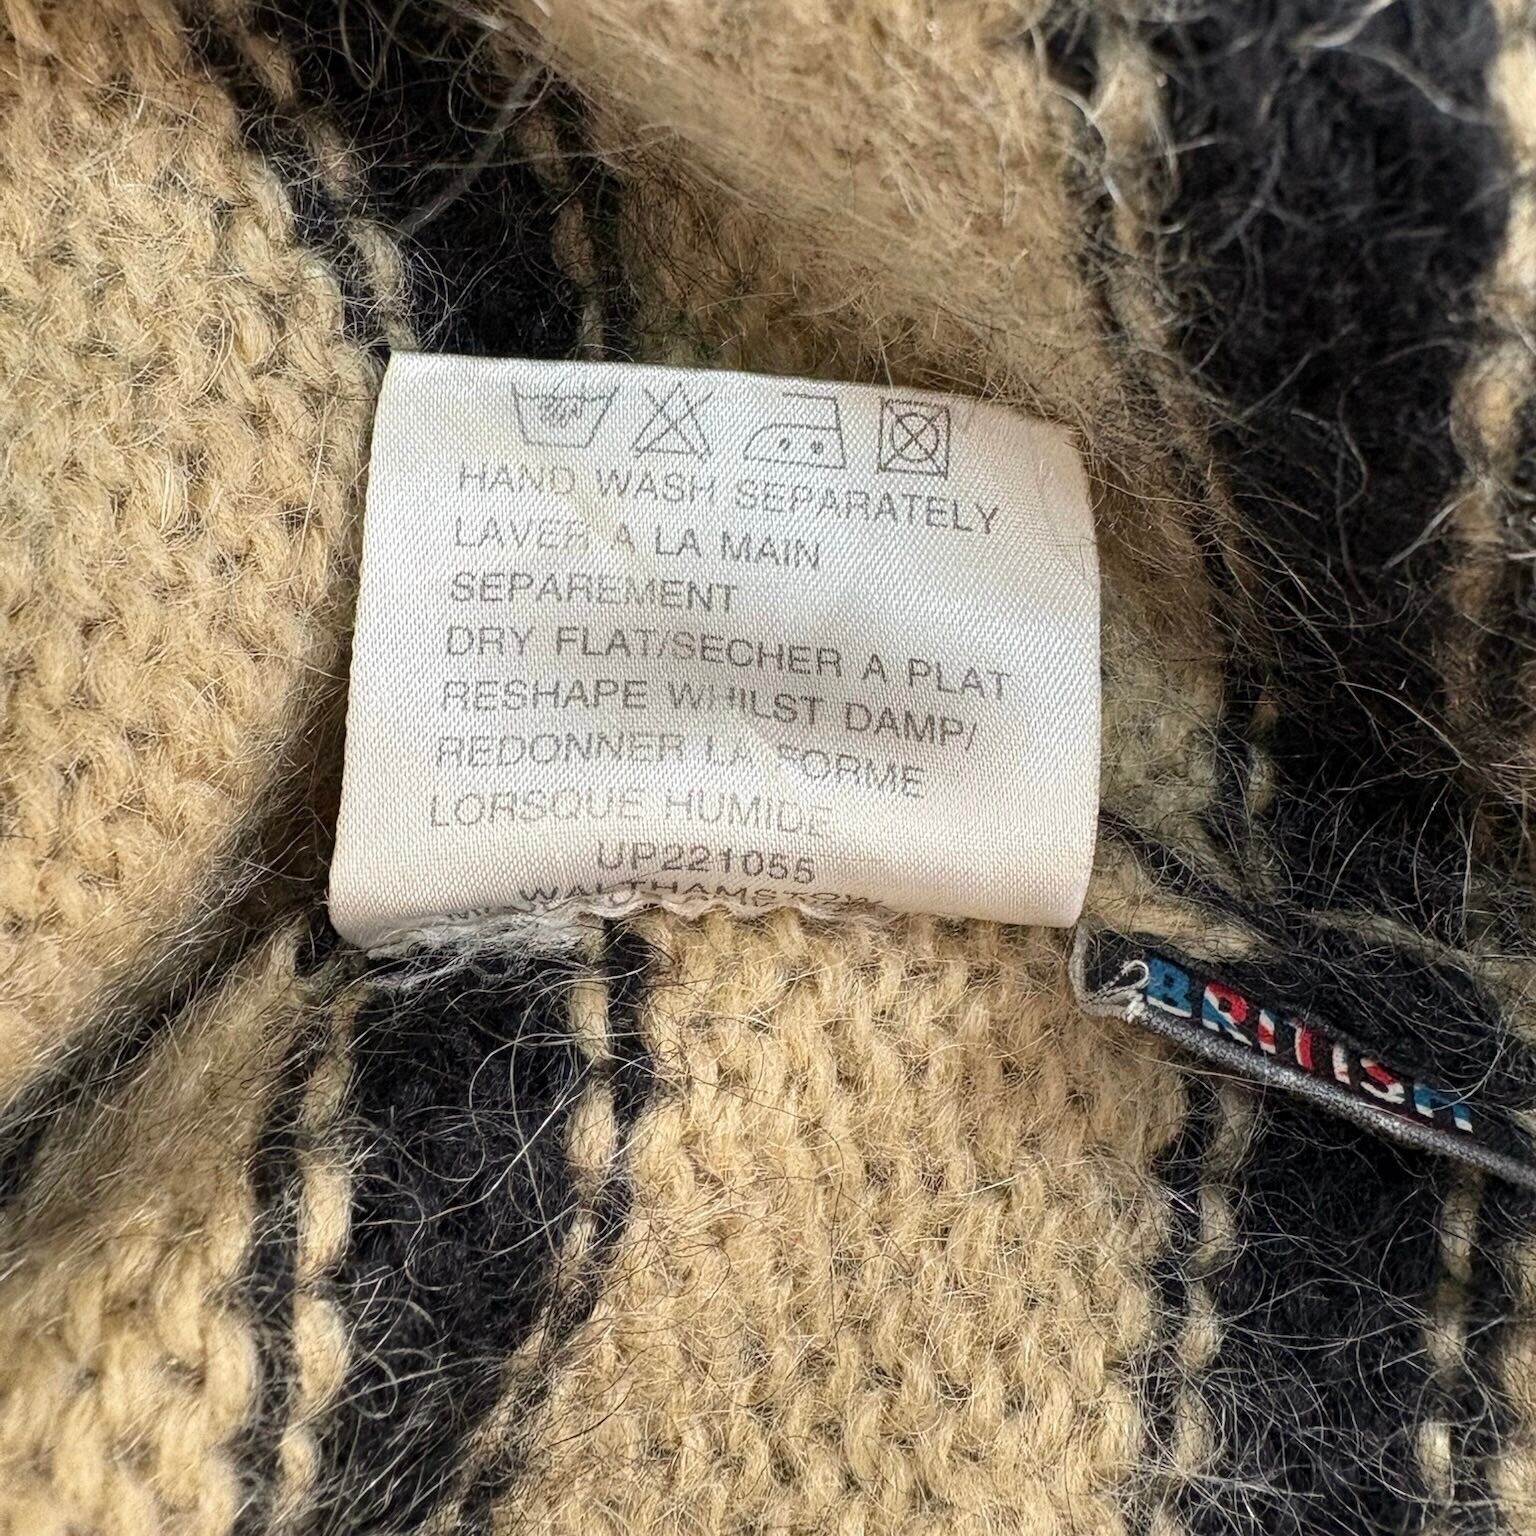 HAND WASH SEPARATELY
LAVER A LA MAIN
SEPAREMENT
DRY FLAT/SECHER A PLAT
RESHAPE WHILST DAMP/
REDONNER LA FORME
LORSQUE HUMIDE
UP221055
WALTHAMSTOW
BRITISH